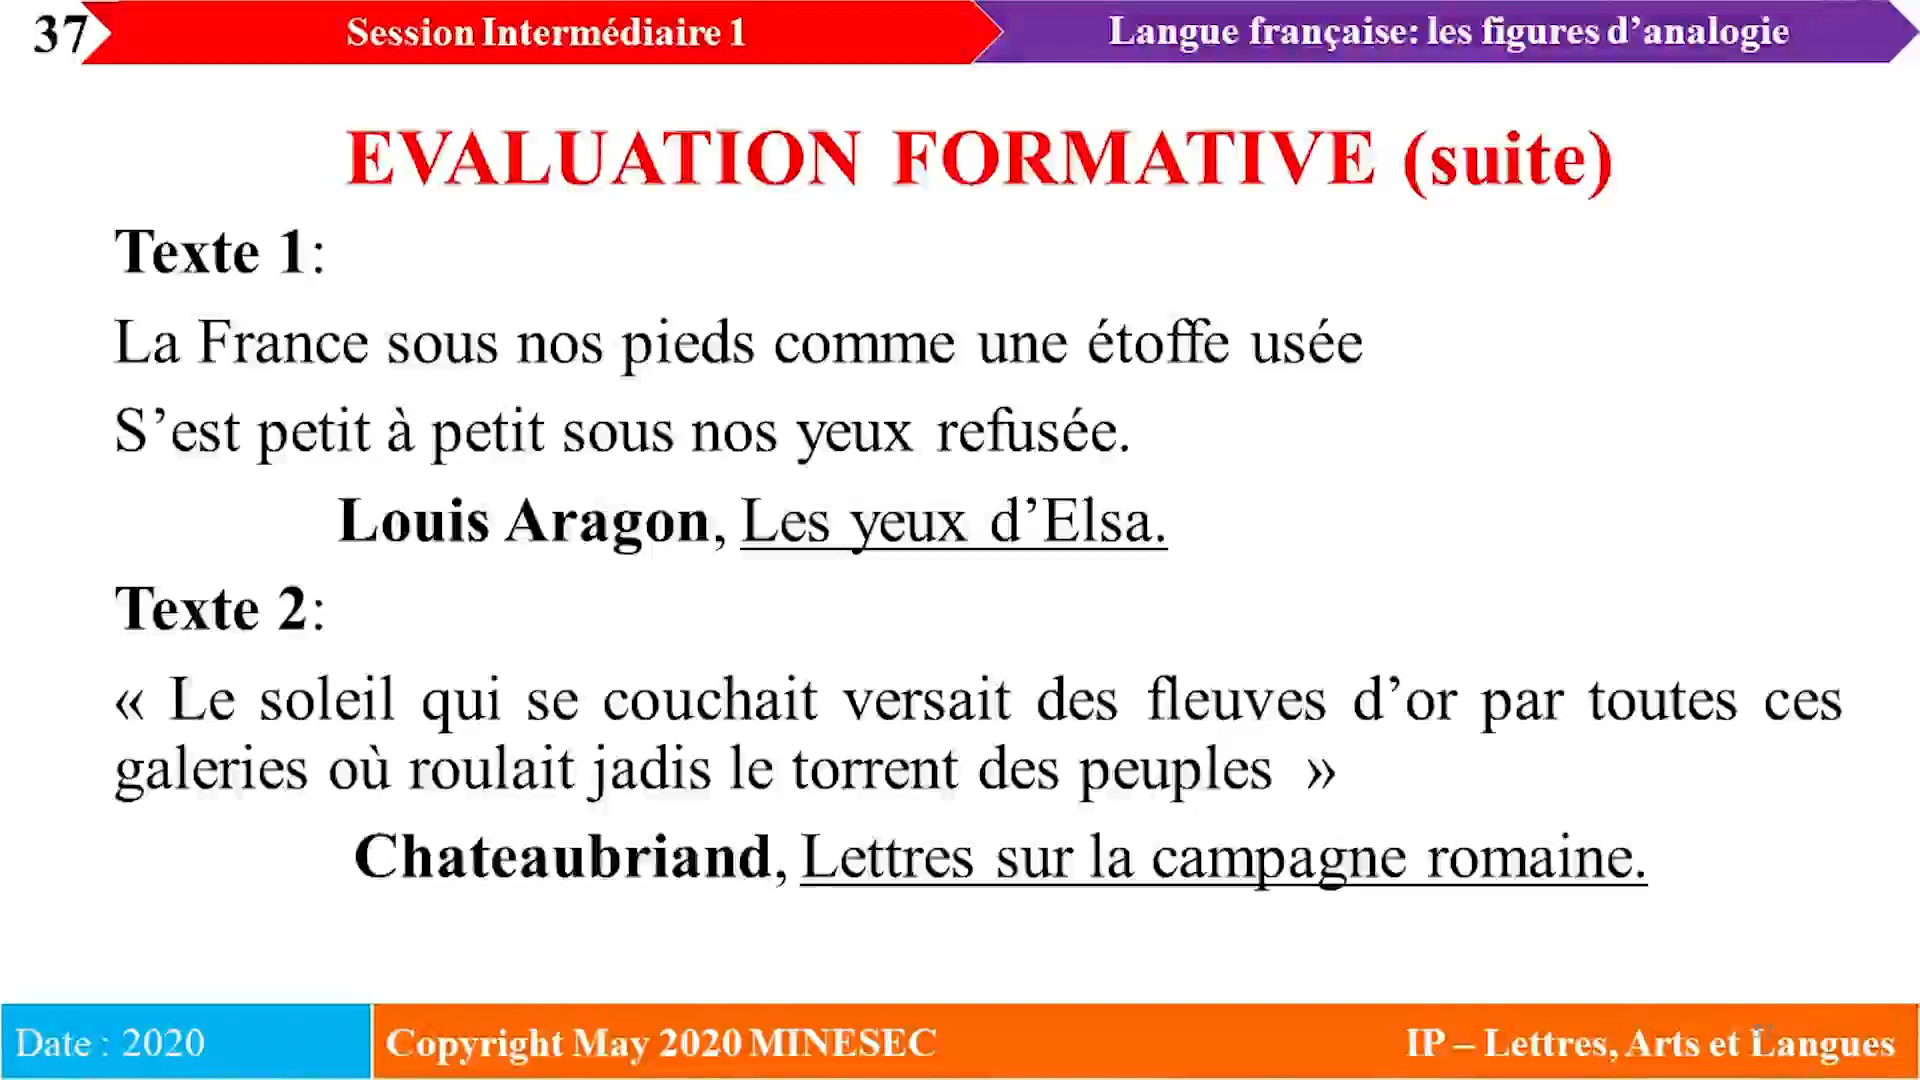 37
Session Intermédiaire 1
Langue française: les figures d’analogie
EVALUATION FORMATIVE (suite)
Texte 1:
La France sous nos pieds comme une étoffe usée
S’est petit à petit sous nos yeux refusée.
Louis Aragon, Les yeux d’Elsa.
Texte 2:
« Le soleil qui se couchait versait des fleuves d’or par toutes ces
galeries où roulait jadis le torrent des peuples »
Chateaubriand, Lettres sur la campagne romaine.
Date : 2020
Copyright May 2020 MINESEC
IP – Lettres, Arts et Langues